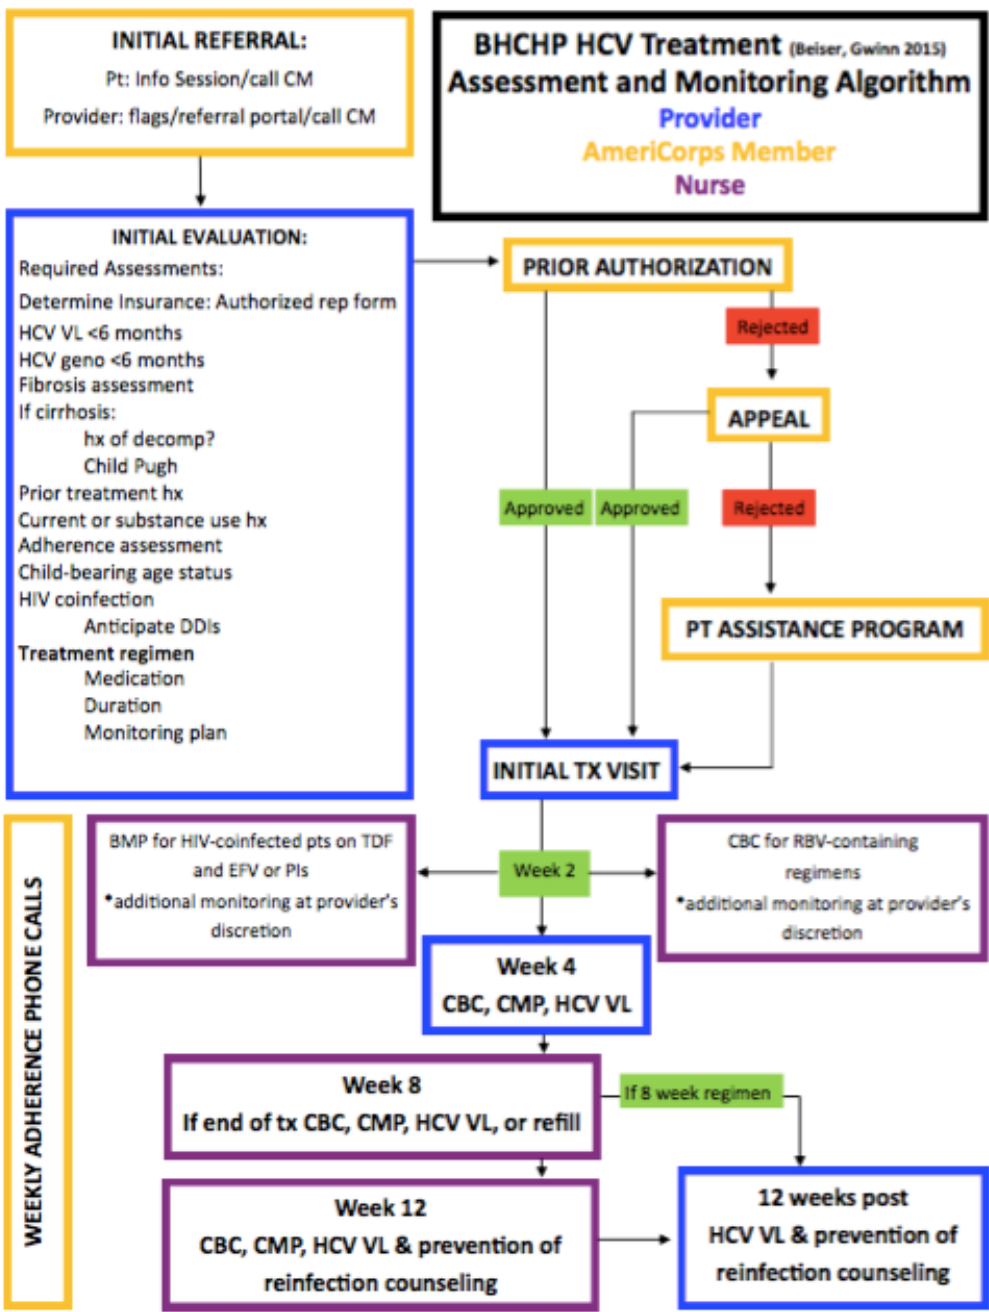 INITIAL REFERRAL:
Pt: Info Session/call CM
Provider: flags/referral portal/call CM
BHCHP HCV Treatment (Beiser, Gwinn 2015)
Assessment and Monitoring Algorithm
Provider
AmeriCorps Member
Nurse
INITIAL EVALUATION:
Required Assessments:
Determine Insurance: Authorized rep form
HCV VL <6 months
HCV geno <6 months
Fibrosis assessment
If cirrhosis:
hx of decomp?
Child Pugh
Prior treatment hx
Current or substance use hx
Adherence assessment
Child-bearing age status
HIV coinfection
Anticipate DDIs
Treatment regimen
Medication
Duration
Monitoring plan
PRIOR AUTHORIZATION
Rejected
APPEAL
Approved
Approved
Rejected
PT ASSISTANCE PROGRAM
INITIAL TX VISIT
WEEKLY ADHERENCE PHONE CALLS
BMP for HIV-coinfected pts on TDF
and EFV or PIs
*additional monitoring at provider's
discretion
Week 2
CBC for RBV-containing
regimens
*additional monitoring at provider's
discretion
Week 4
CBC, CMP, HCV VL
Week 8
If end of tx CBC, CMP, HCV VL, or refill
If 8 week regimen
Week 12
CBC, CMP, HCV VL & prevention of
reinfection counseling
12 weeks post
HCV VL & prevention of
reinfection counseling